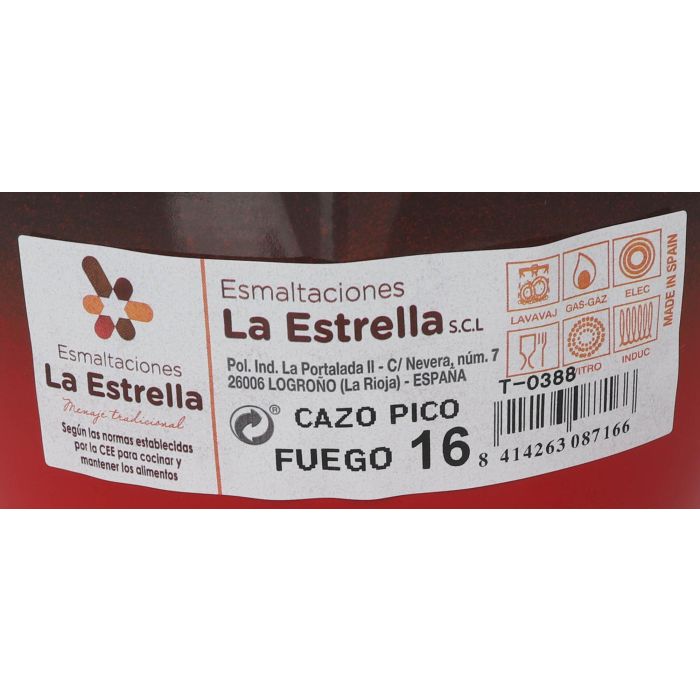 Esmaltaciones
La Estrella
Menaje tradicional
Según las normas establecidas
por la CEE para cocinar y
mantener los alimentos
Esmaltaciones
La Estrella S.C.L
Pol. Ind. La Portalada II - C/ Nevera, núm. 7
26006 LOGROÑO (La Rioja) - ESPAÑA
®
CAZO PICO
FUEGO 16
LAVAVAJ GAS-GAZ ELEC
VITRO INDUC
T-0388
8 414263 087166
MADE IN SPAIN